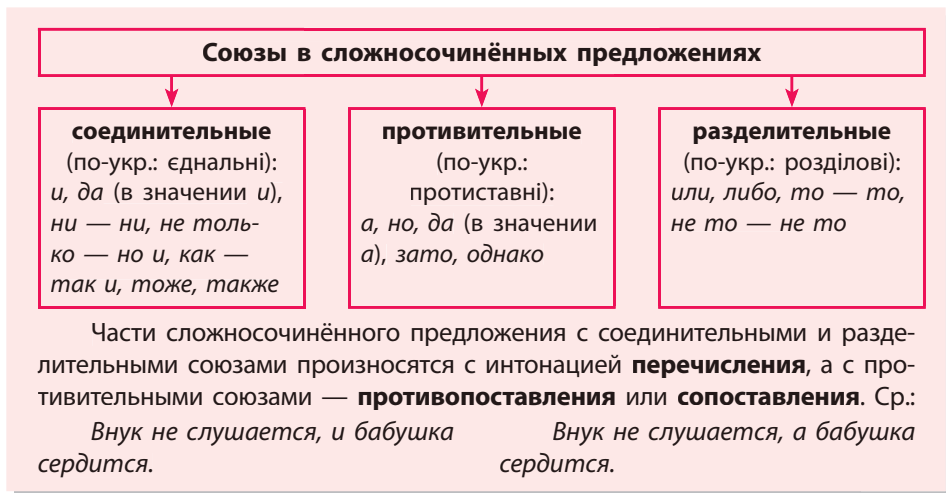 Союзы в сложносочинённых предложениях
соединительные
(по-укр.: єднальні):
и, да (в значении и),
ни — ни, не толь-
ко — но и, как —
так и, тоже, также
противительные
(по-укр.:
протиставні):
а, но, да (в значении
а), зато, однако
разделительные
(по-укр.: розділові):
или, либо, то — то,
не то — не то
Части сложносочинённого предложения с соединительными и разде-
лительными союзами произносятся с интонацией перечисления, а с про-
тивительными союзами — противопоставления или сопоставления. Ср.:
Внук не слушается, и бабушка
сердится.
Внук не слушается, а бабушка
сердится.